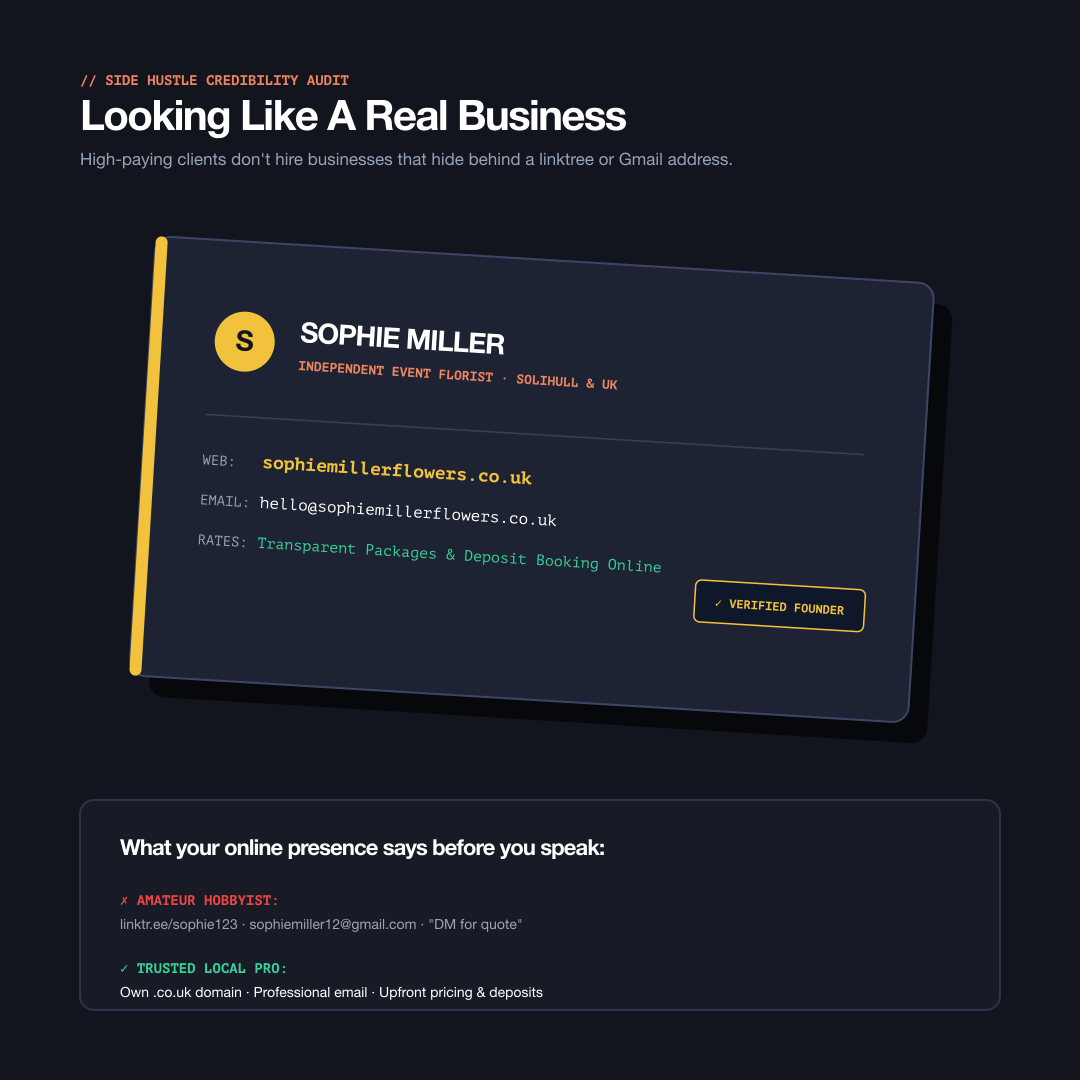 // SIDE HUSTLE CREDIBILITY AUDIT
Looking Like A Real Business
High-paying clients don't hire businesses that hide behind a linktree or Gmail address.
S
SOPHIE MILLER
INDEPENDENT EVENT FLORIST · SOLIHULL & UK
WEB: sophiemillerflowers.co.uk
EMAIL: hello@sophiemillerflowers.co.uk
RATES: Transparent Packages & Deposit Booking Online
✓ VERIFIED FOUNDER
What your online presence says before you speak:
✗ AMATEUR HOBBYIST:
linktr.ee/sophie123 · sophiemiller12@gmail.com · "DM for quote"
✓ TRUSTED LOCAL PRO:
Own .co.uk domain · Professional email · Upfront pricing & deposits